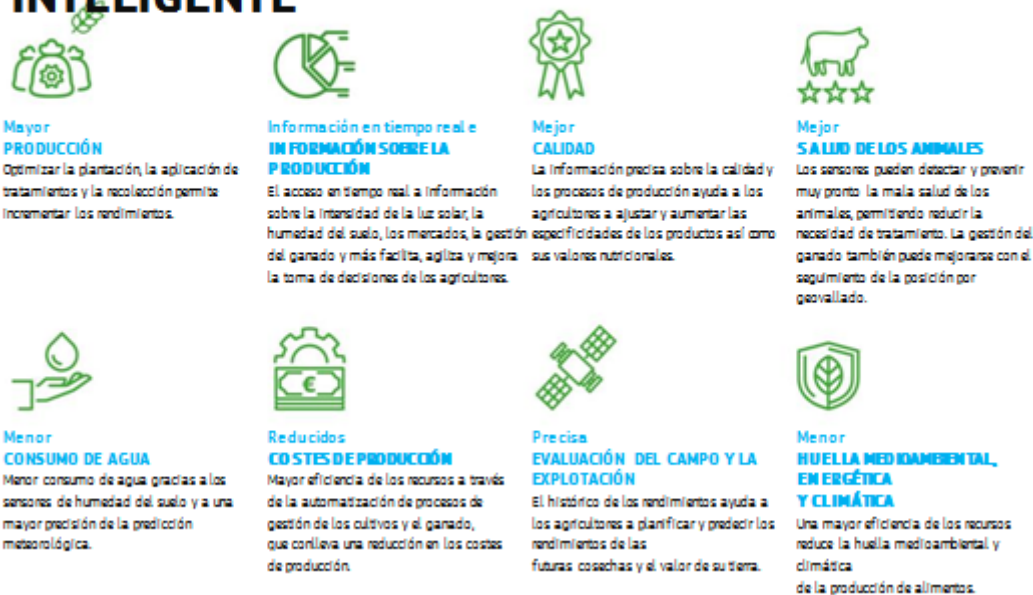 INTELIGENTE
Mayor
PRODUCCIÓN
Optimizar la plantación, la aplicación de
tratamientos y la recolección permite
incrementar los rendimientos.
Información en tiempo real e
INFORMACIÓN SOBRE LA
PRODUCCIÓN
El acceso en tiempo real a información
sobre la intensidad de la luz solar, la
humedad del suelo, los mercados, la gestión
del ganado y más facilita, agiliza y mejora
la toma de decisiones de los agricultores.
Mejor
CALIDAD
La información precisa sobre la calidad y
los procesos de producción ayuda a los
agricultores a ajustar y aumentar las
especificidades de los productos así como
sus valores nutricionales.
Mejor
SALUD DE LOS ANIMALES
Los sensores pueden detectar y prevenir
muy pronto la mala salud de los
animales, permitiendo reducir la
necesidad de tratamiento. La gestión del
ganado también puede mejorarse con el
seguimiento de la posición por
geovallado.
Menor
CONSUMO DE AGUA
Menor consumo de agua gracias a los
sensores de humedad del suelo y a una
mayor precisión de la predicción
meteorológica.
Reducidos
COSTES DE PRODUCCIÓN
Mayor eficiencia de los recursos a través
de la automatización de procesos de
gestión de los cultivos y el ganado,
que conlleva una reducción en los costes
de producción.
Precisa
EVALUACIÓN DEL CAMPO Y LA
EXPLOTACIÓN
El histórico de los rendimientos ayuda a
los agricultores a planificar y predecir los
rendimientos de las
futuras cosechas y el valor de su tierra.
Menor
HUELLA MEDIOAMBIENTAL,
ENERGÉTICA
Y CLIMÁTICA
Una mayor eficiencia de los recursos
reduce la huella medioambiental y
climática
de la producción de alimentos.